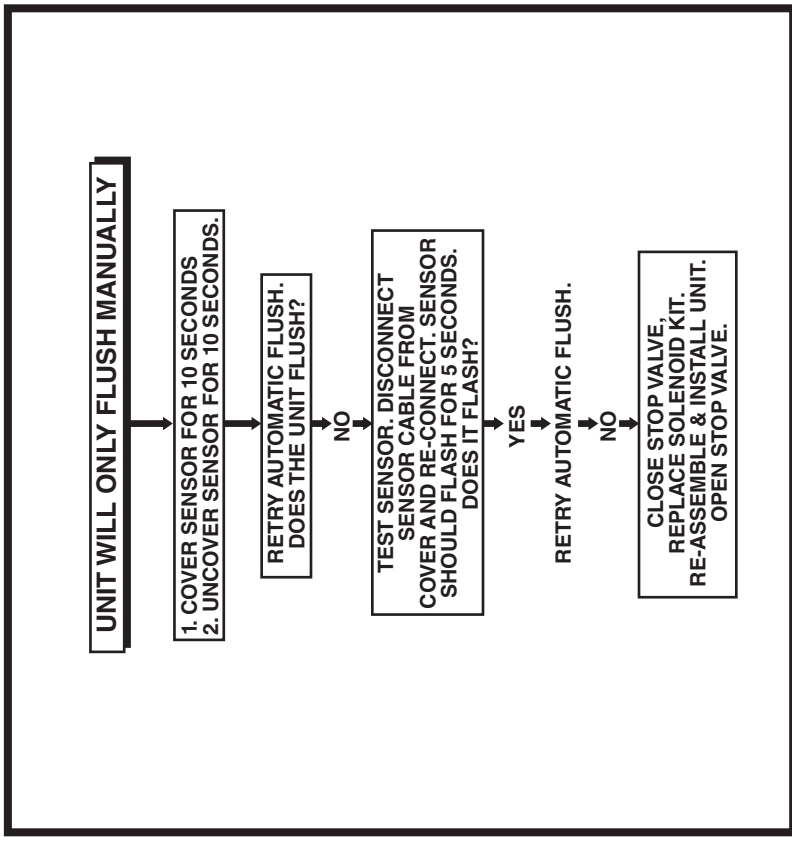 UNIT WILL ONLY FLUSH MANUALLY
1. COVER SENSOR FOR 10 SECONDS
2. UNCOVER SENSOR FOR 10 SECONDS.
RETRY AUTOMATIC FLUSH.
DOES THE UNIT FLUSH?
NO
TEST SENSOR. DISCONNECT
SENSOR CABLE FROM
COVER AND RE-CONNECT. SENSOR
SHOULD FLASH FOR 5 SECONDS.
DOES IT FLASH?
YES
RETRY AUTOMATIC FLUSH.
NO
CLOSE STOP VALVE,
REPLACE SOLENOID KIT.
RE-ASSEMBLE & INSTALL UNIT.
OPEN STOP VALVE.